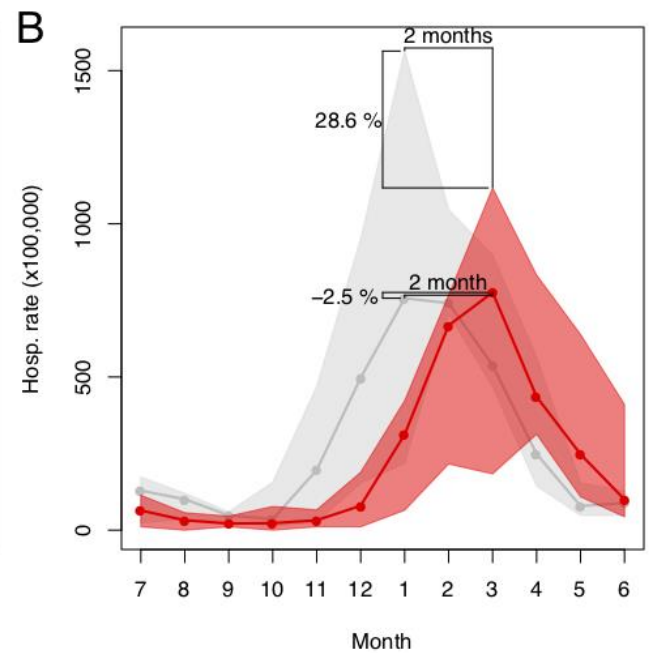 B
2 months
1500
28.6 %
1000
2 month
−2.5 %
500
0
Hosp. rate (x100,000)
7 8 9 10 11 12 1 2 3 4 5 6
Month